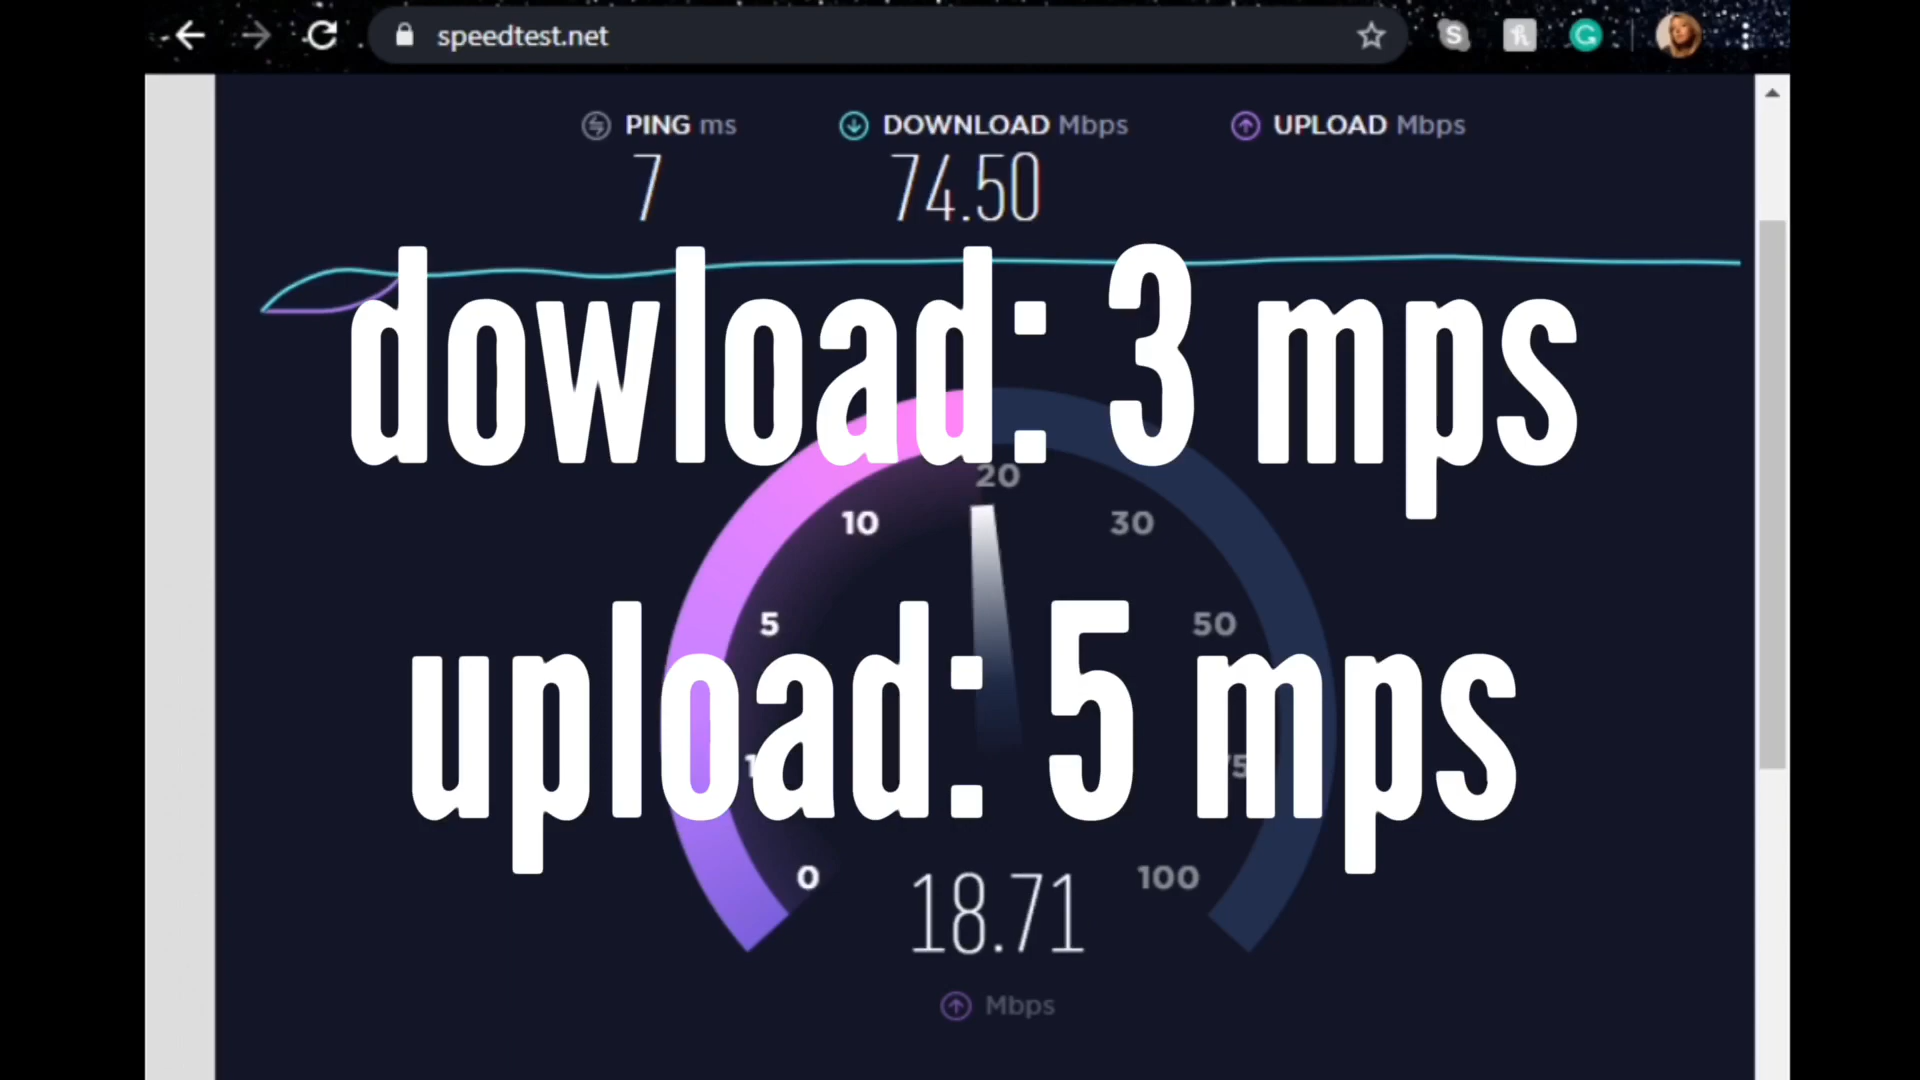 speedtest.net
PING ms
DOWNLOAD Mbps
UPLOAD Mbps
7
74.50
dowload: 3 mps
20
10
30
5
50
upload: 5 mps
0
100
18.71
Mbps